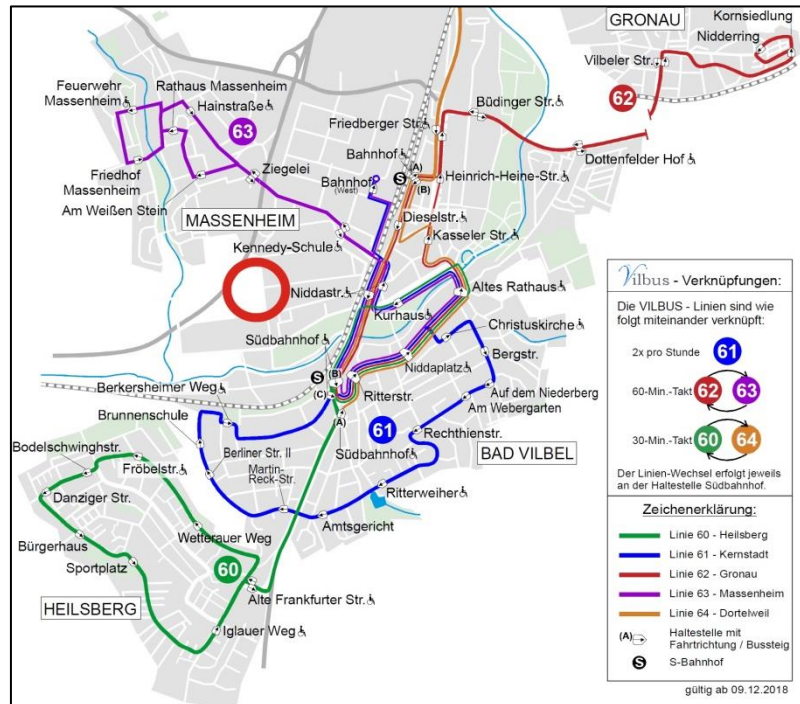 GRONAU
Kornsiedlung
Nidderring
Vilbeler Str.
62
Feuerwehr
Massenheim
Rathaus Massenheim
Hainstraße
63
Friedhof
Massenheim
Am Weißen Stein
Ziegelei
MASSENHEIM
Kennedy-Schule
Büdinger Str.
Friedberger Str.
Bahnhof
(A)
S
(B)
Bahnhof
(West)
Heinrich-Heine-Str.
Dottenfelder Hof
Dieselstr.
Kasseler Str.
Niddastr.
Kurhaus
Altes Rathaus
Südbahnhof
Christuskirche
Bergstr.
Niddaplatz
S
(B)
(C)
(A)
Ritterstr.
Auf dem Niederberg
Am Webergarten
Berkersheimer Weg
Brunnenschule
61
Rechthienstr.
Südbahnhof
BAD VILBEL
Berliner Str. II
Martin-
Reck-Str.
Bodelschwinghstr.
Fröbelstr.
Ritterweiher
Amtsgericht
Danziger Str.
Wetterauer Weg
Bürgerhaus
Sportplatz
60
Alte Frankfurter Str.
HEILSBERG
Iglauer Weg
Vilbus - Verknüpfungen:
Die VILBUS - Linien sind wie
folgt miteinander verknüpft:
2x pro Stunde 61
60-Min.-Takt 62 63
30-Min.-Takt 60 64
Der Linien-Wechsel erfolgt jeweils
an der Haltestelle Südbahnhof.
Zeichenerklärung:
Linie 60 - Heilsberg
Linie 61 - Kernstadt
Linie 62 - Gronau
Linie 63 - Massenheim
Linie 64 - Dortelweil
(A) Haltestelle mit
Fahrtrichtung / Bussteig
S S-Bahnhof
gültig ab 09.12.2018